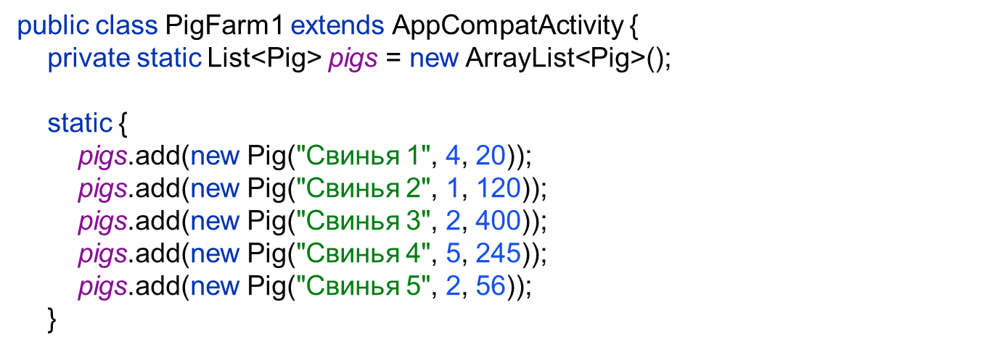 public class PigFarm1 extends AppCompatActivity {
private static List<Pig> pigs = new ArrayList<Pig>();
static {
pigs.add(new Pig("Свинья 1", 4, 20));
pigs.add(new Pig("Свинья 2", 1, 120));
pigs.add(new Pig("Свинья 3", 2, 400));
pigs.add(new Pig("Свинья 4", 5, 245));
pigs.add(new Pig("Свинья 5", 2, 56));
}